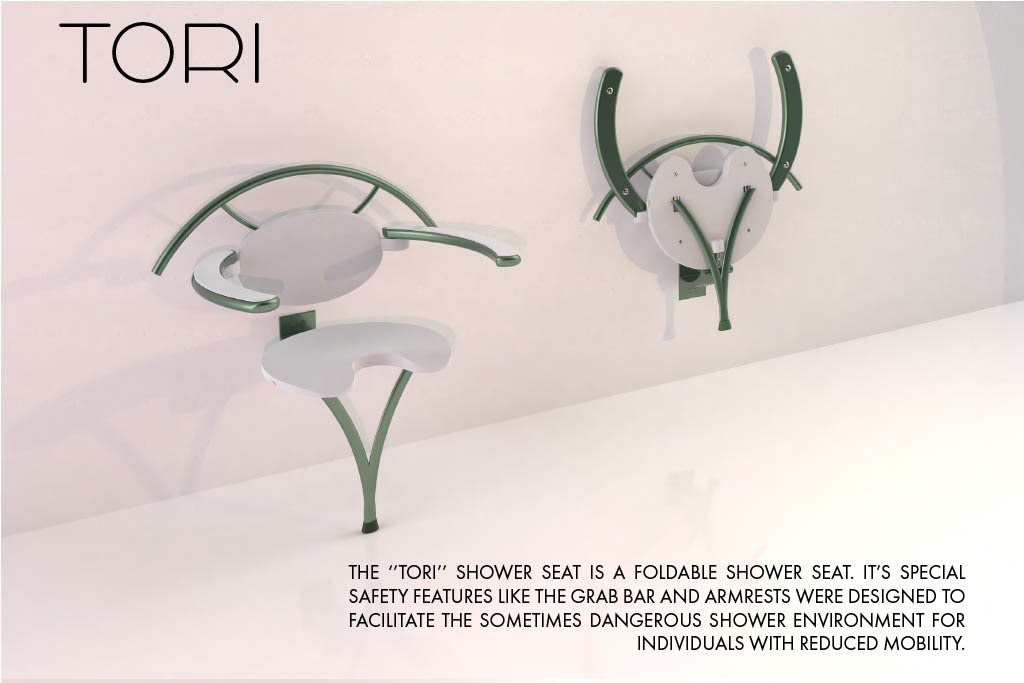 TORI
THE ‘‘TORI’’ SHOWER SEAT IS A FOLDABLE SHOWER SEAT. IT’S SPECIAL
SAFETY FEATURES LIKE THE GRAB BAR AND ARMRESTS WERE DESIGNED TO
FACILITATE THE SOMETIMES DANGEROUS SHOWER ENVIRONMENT FOR
INDIVIDUALS WITH REDUCED MOBILITY.